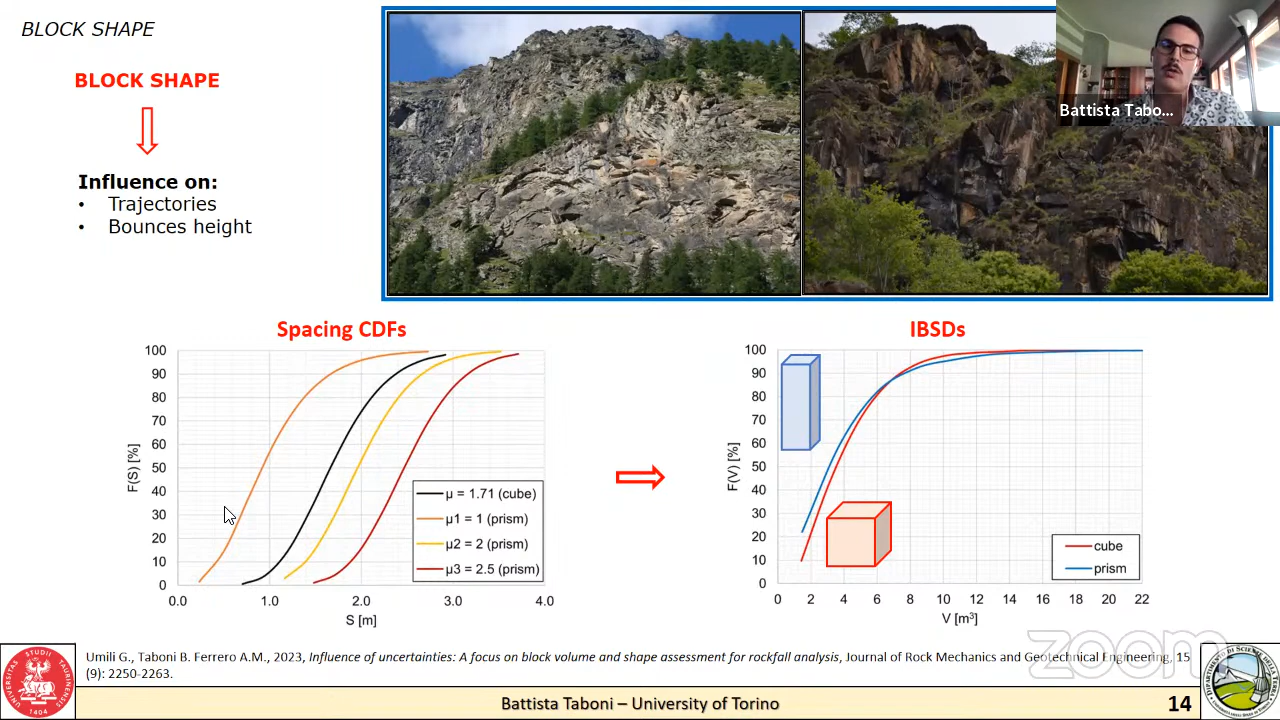 BLOCK SHAPE
BLOCK SHAPE
Influence on:
• Trajectories
• Bounces height
Battista Tabo...
Spacing CDFs
100
90
80
70
60
50
40
30
20
10
0
F(S) [%]
0.0 1.0 2.0 3.0 4.0
S [m]
μ = 1.71 (cube)
μ1 = 1 (prism)
μ2 = 2 (prism)
μ3 = 2.5 (prism)
IBSDs
100
90
80
70
60
50
40
30
20
10
0
F(V) [%]
0 2 4 6 8 10 12 14 16 18 20 22
V [m³]
cube
prism
zoom
Umili G., Taboni B. Ferrero A.M., 2023, Influence of uncertainties: A focus on block volume and shape assessment for rockfall analysis, Journal of Rock Mechanics and Geotechnical Engineering, 15
(9): 2250-2263.
Battista Taboni – University of Torino
14